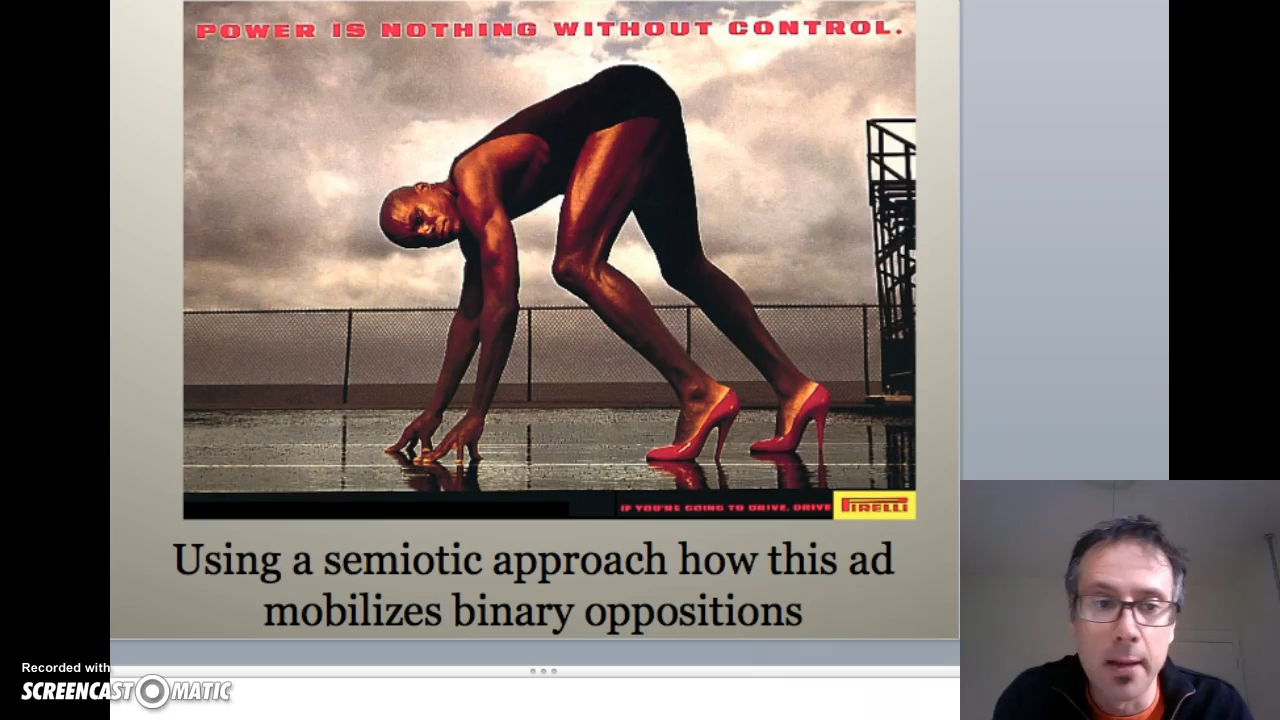 POWER IS NOTHING WITHOUT CONTROL.
IF YOU'RE GOING TO DRIVE, DRIVE
PIRELLI
Using a semiotic approach how this ad
mobilizes binary oppositions
Recorded with
SCREENCAST-O-MATIC